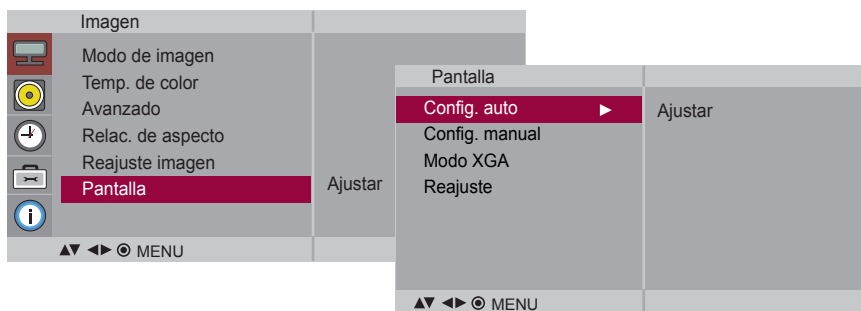 Imagen
Modo de imagen
Temp. de color
Avanzado
Relac. de aspecto
Reajuste imagen
Pantalla
Ajustar
▲▼ ◄► ◉ MENU
Pantalla
Config. auto ►
Ajustar
Config. manual
Modo XGA
Reajuste
▲▼ ◄► ◉ MENU